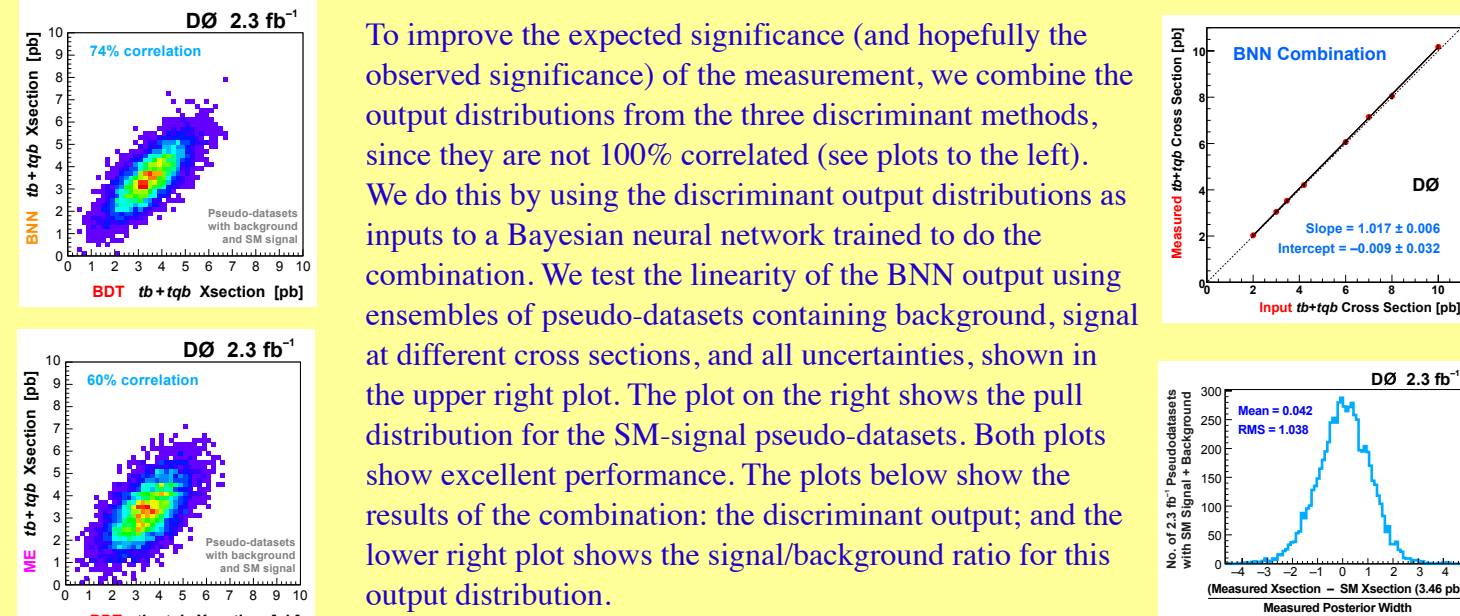 DØ 2.3 fb⁻¹
74% correlation
BNN tb+tqb Xsection [pb]
10
9
8
7
6
5
4
3
2
1
0
Pseudo-datasets
with background
and SM signal
0 1 2 3 4 5 6 7 8 9 10
BDT tb+tqb Xsection [pb]
DØ 2.3 fb⁻¹
60% correlation
ME tb+tqb Xsection [pb]
10
9
8
7
6
5
4
3
2
1
0
Pseudo-datasets
with background
and SM signal
0 1 2 3 4 5 6 7 8 9 10
To improve the expected significance (and hopefully the
observed significance) of the measurement, we combine the
output distributions from the three discriminant methods,
since they are not 100% correlated (see plots to the left).
We do this by using the discriminant output distributions as
inputs to a Bayesian neural network trained to do the
combination. We test the linearity of the BNN output using
ensembles of pseudo-datasets containing background, signal
at different cross sections, and all uncertainties, shown in
the upper right plot. The plot on the right shows the pull
distribution for the SM-signal pseudo-datasets. Both plots
show excellent performance. The plots below show the
results of the combination: the discriminant output; and the
lower right plot shows the signal/background ratio for this
output distribution.
Measured tb+tqb Cross Section [pb]
BNN Combination
10
8
6
4
2
0
DØ
Slope = 1.017 ± 0.006
Intercept = –0.009 ± 0.032
0 2 4 6 8 10
Input tb+tqb Cross Section [pb]
DØ 2.3 fb⁻¹
No. of 2.3 fb⁻¹ Pseudodatasets
with SM Signal + Background
Mean = 0.042
RMS = 1.038
300
250
200
150
100
50
0
–4 –3 –2 –1 0 1 2 3 4
(Measured Xsection – SM Xsection (3.46 pb
Measured Posterior Width